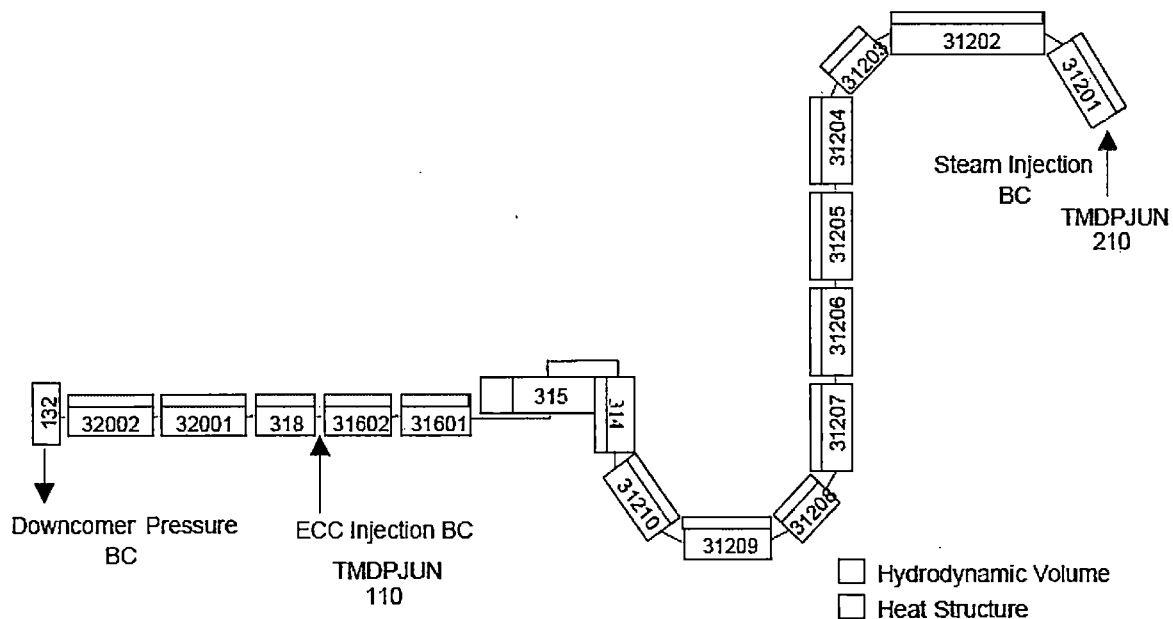 31202
31203
31201
31204
Steam Injection
BC
31205
TMDPJUN
210
31206
315
314
31207
132
32002
32001
318
31602
31601
31210
31208
31209
Downcomer Pressure
BC
ECC Injection BC
TMDPJUN
110
Hydrodynamic Volume
Heat Structure